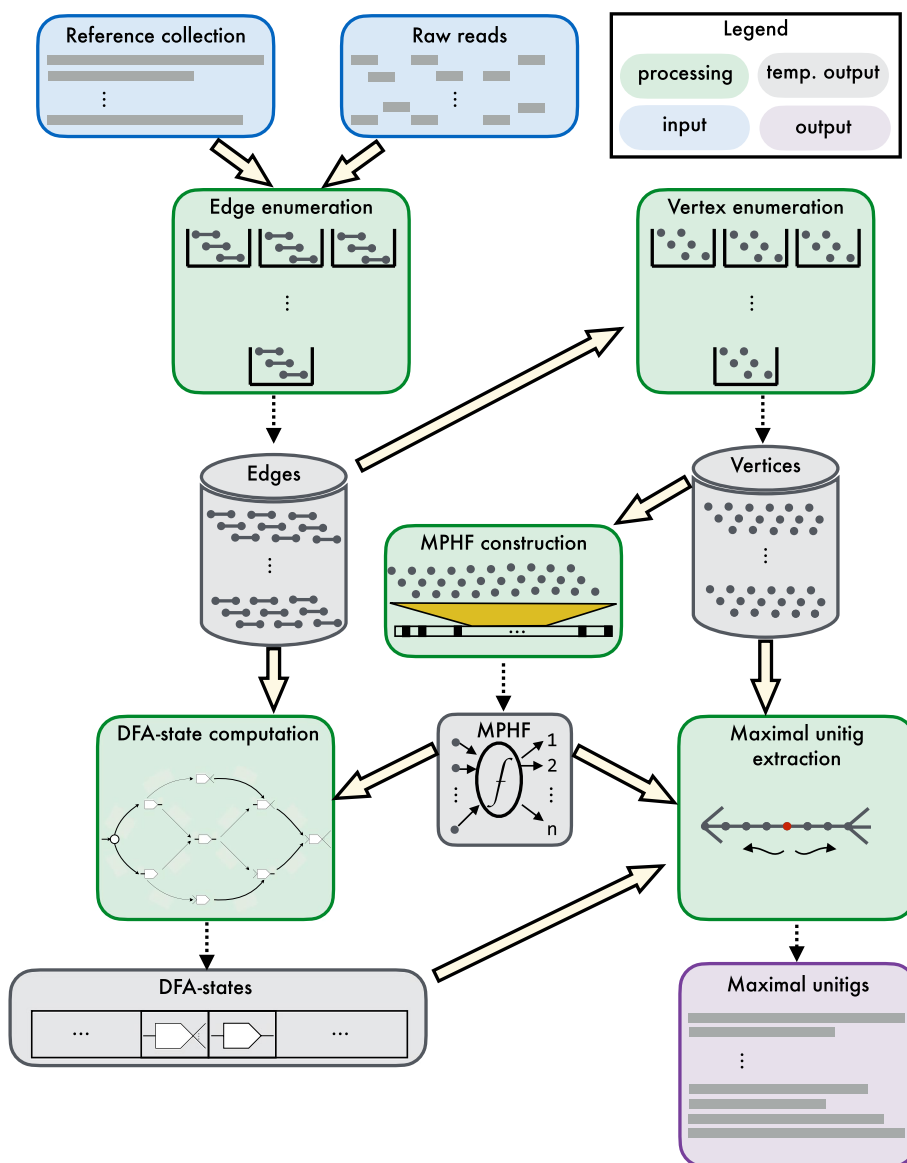 Reference collection
⋮
Raw reads
⋮
Legend
processing
temp. output
input
output
Edge enumeration
⋮
Vertex enumeration
⋮
Edges
⋮
Vertices
⋮
MPHF construction
...
DFA-state computation
MPHF
f
1
2
⋮
⋮
n
Maximal unitig
extraction
DFA-states
...
...
Maximal unitigs
⋮